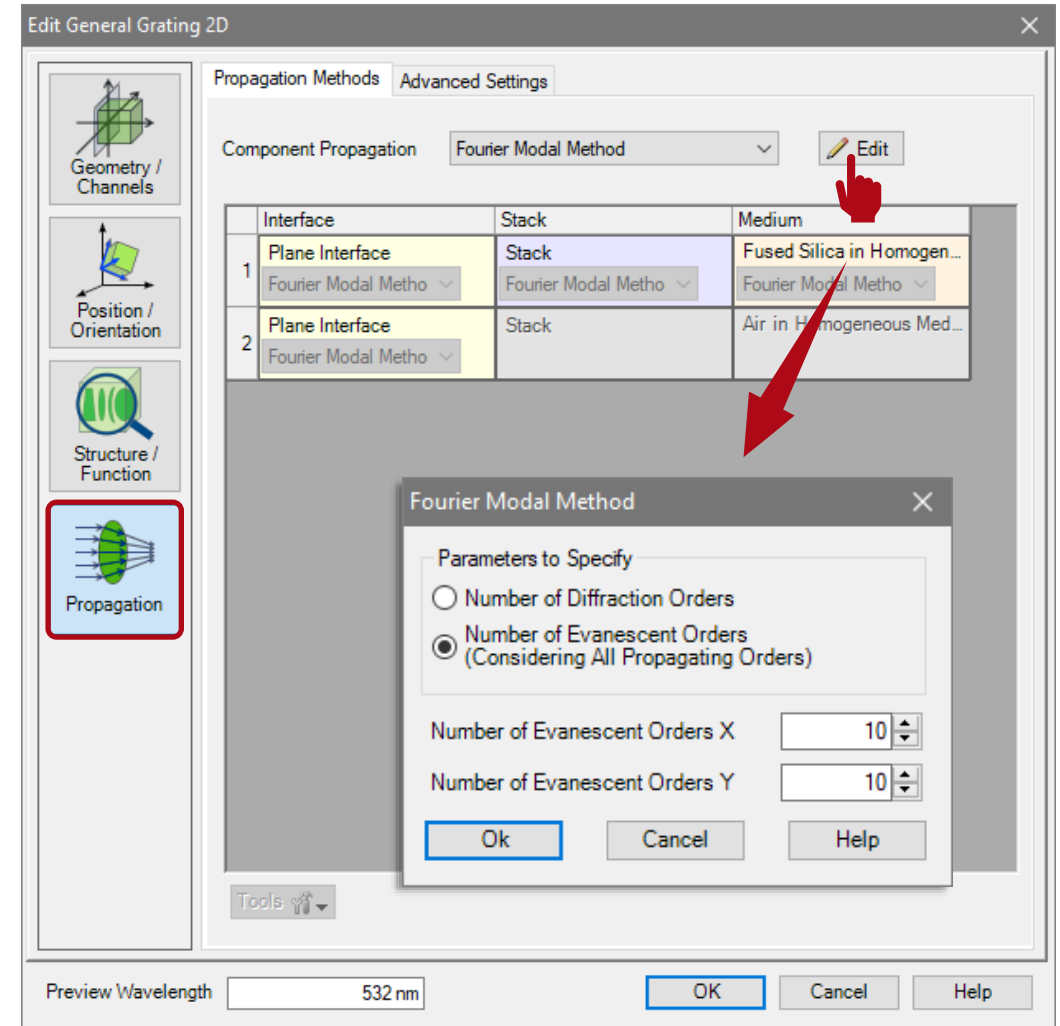 Edit General Grating 2D
Geometry /
Channels
Position /
Orientation
Structure /
Function
Propagation
Propagation Methods
Advanced Settings
Component Propagation
Fourier Modal Method
Edit
Interface
Stack
Medium
1
Plane Interface
Fourier Modal Metho
Stack
Fourier Modal Metho
Fused Silica in Homogen...
Fourier Modal Metho
2
Plane Interface
Fourier Modal Metho
Stack
Air in Homogeneous Med...
Fourier Modal Method
Parameters to Specify
Number of Diffraction Orders
Number of Evanescent Orders
(Considering All Propagating Orders)
Number of Evanescent Orders X
10
Number of Evanescent Orders Y
10
Ok
Cancel
Help
Tools
Preview Wavelength
532 nm
OK
Cancel
Help